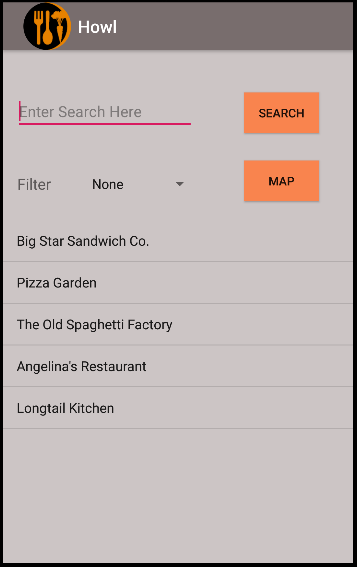 Howl
Enter Search Here
SEARCH
Filter
None
MAP
Big Star Sandwich Co.
Pizza Garden
The Old Spaghetti Factory
Angelina's Restaurant
Longtail Kitchen